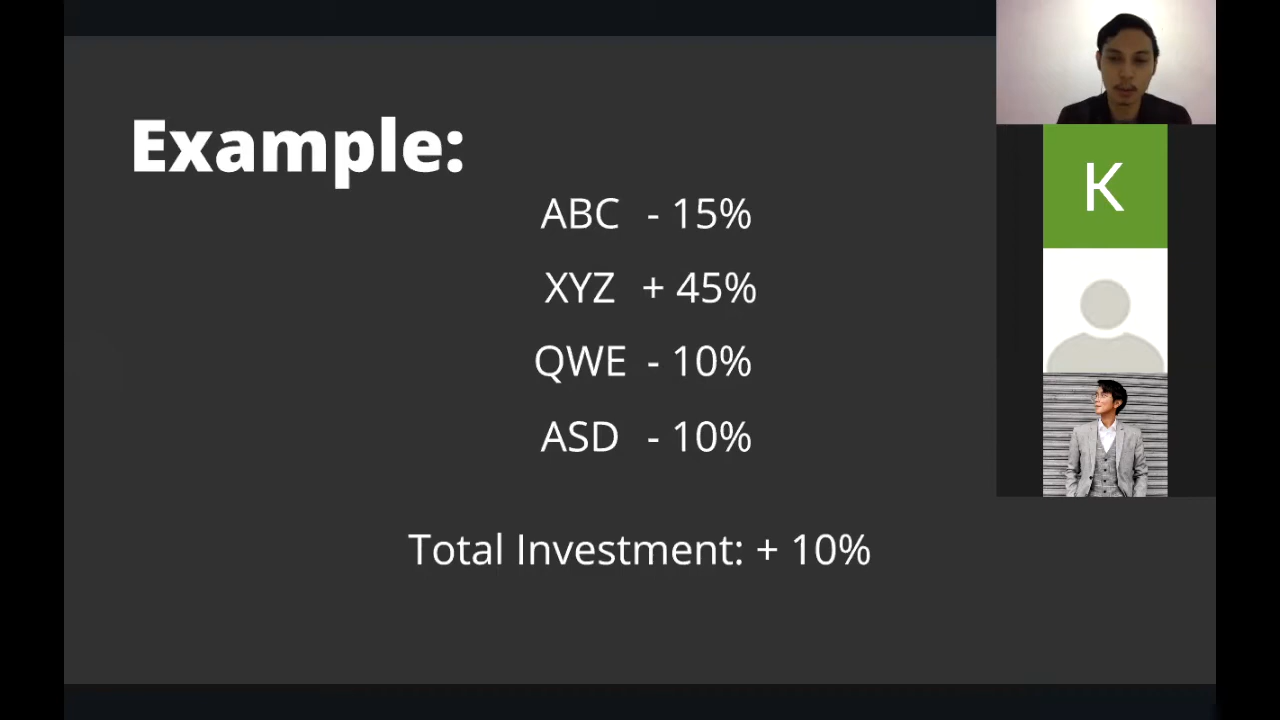 Example:
ABC - 15%
XYZ + 45%
QWE - 10%
ASD - 10%
Total Investment: + 10%
K